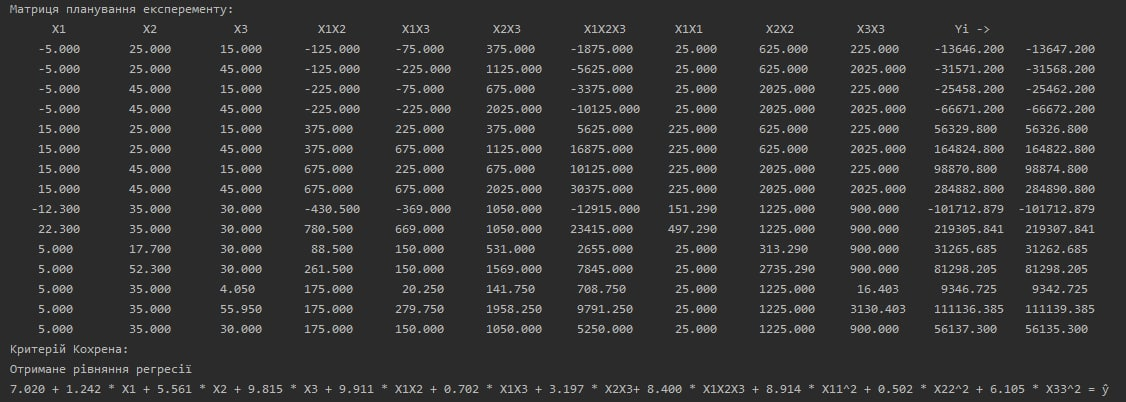 Матриця планування експеременту:
X1 X2 X3 X1X2 X1X3 X2X3 X1X2X3 X1X1 X2X2 X3X3 Yi ->
-5.000 25.000 15.000 -125.000 -75.000 375.000 -1875.000 25.000 625.000 225.000 -13646.200 -13647.200
-5.000 25.000 45.000 -125.000 -225.000 1125.000 -5625.000 25.000 625.000 2025.000 -31571.200 -31568.200
-5.000 45.000 15.000 -225.000 -75.000 675.000 -3375.000 25.000 2025.000 225.000 -25458.200 -25462.200
-5.000 45.000 45.000 -225.000 -225.000 2025.000 -10125.000 25.000 2025.000 2025.000 -66671.200 -66672.200
15.000 25.000 15.000 375.000 225.000 375.000 5625.000 225.000 625.000 225.000 56329.800 56326.800
15.000 25.000 45.000 375.000 675.000 1125.000 16875.000 225.000 625.000 2025.000 164824.800 164822.800
15.000 45.000 15.000 675.000 225.000 675.000 10125.000 225.000 2025.000 225.000 98870.800 98874.800
15.000 45.000 45.000 675.000 675.000 2025.000 30375.000 225.000 2025.000 2025.000 284882.800 284890.800
-12.300 35.000 30.000 -430.500 -369.000 1050.000 -12915.000 151.290 1225.000 900.000 -101712.879 -101712.879
22.300 35.000 30.000 780.500 669.000 1050.000 23415.000 497.290 1225.000 900.000 219305.841 219307.841
5.000 17.700 30.000 88.500 150.000 531.000 2655.000 25.000 313.290 900.000 31265.685 31262.685
5.000 52.300 30.000 261.500 150.000 1569.000 7845.000 25.000 2735.290 900.000 81298.205 81298.205
5.000 35.000 4.050 175.000 20.250 141.750 708.750 25.000 1225.000 16.403 9346.725 9342.725
5.000 35.000 55.950 175.000 279.750 1958.250 9791.250 25.000 1225.000 3130.403 111136.385 111139.385
5.000 35.000 30.000 175.000 150.000 1050.000 5250.000 25.000 1225.000 900.000 56137.300 56135.300
Критерій Кохрена:
Отримане рівняння регресії
7.020 + 1.242 * X1 + 5.561 * X2 + 9.815 * X3 + 9.911 * X1X2 + 0.702 * X1X3 + 3.197 * X2X3+ 8.400 * X1X2X3 + 8.914 * X11^2 + 0.502 * X22^2 + 6.105 * X33^2 = ŷ